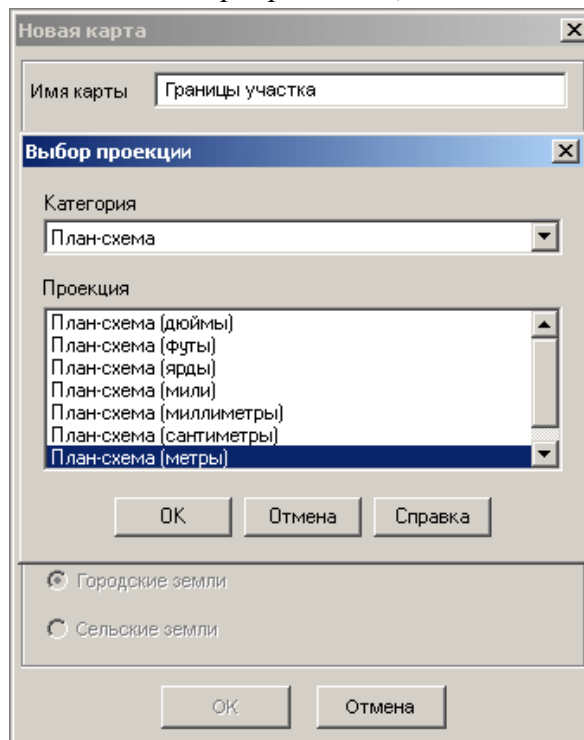 Новая карта
Имя карты Границы участка
Выбор проекции
Категория
План-схема
Проекция
План-схема (дюймы)
План-схема (футы)
План-схема (ярды)
План-схема (мили)
План-схема (миллиметры)
План-схема (сантиметры)
План-схема (метры)
OK Отмена Справка
Городские земли
Сельские земли
OK Отмена